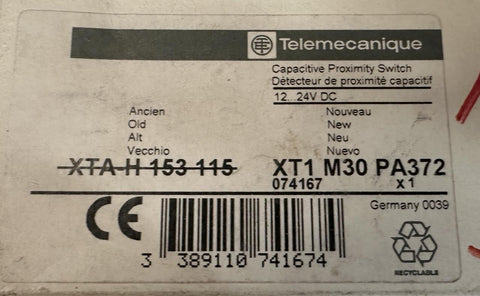 Telemecanique
Capacitive Proximity Switch
Détecteur de proximité capacitif
12...24V DC
Ancien Nouveau
Old New
Alt Neu
Vecchio Nuevo
XTA-H 153 115 XT1 M30 PA372
074167 x 1
CE Germany 0039
3 389110 741674
RECYCLABLE